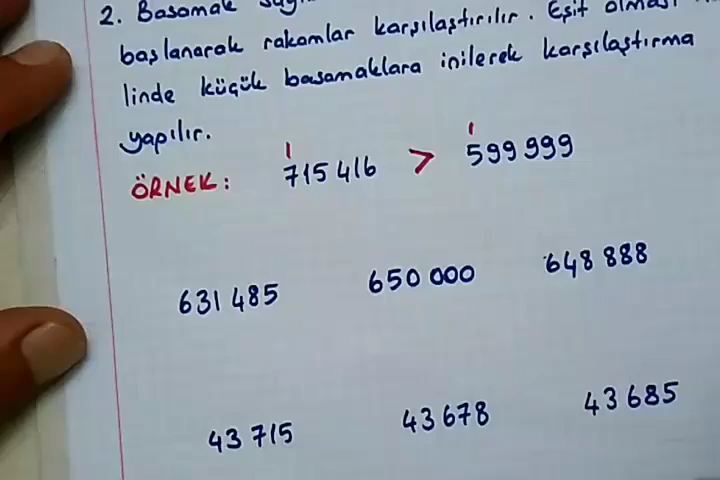 2. Basamak
başlanarak rakamlar karşılaştırılır. Eşit olması
linde küçük basamaklara inilerek karşılaştırma
yapılır.
ÖRNEK: 715 416 > 599 999
631 485 650 000 648 888
43 715 43 678 43 685